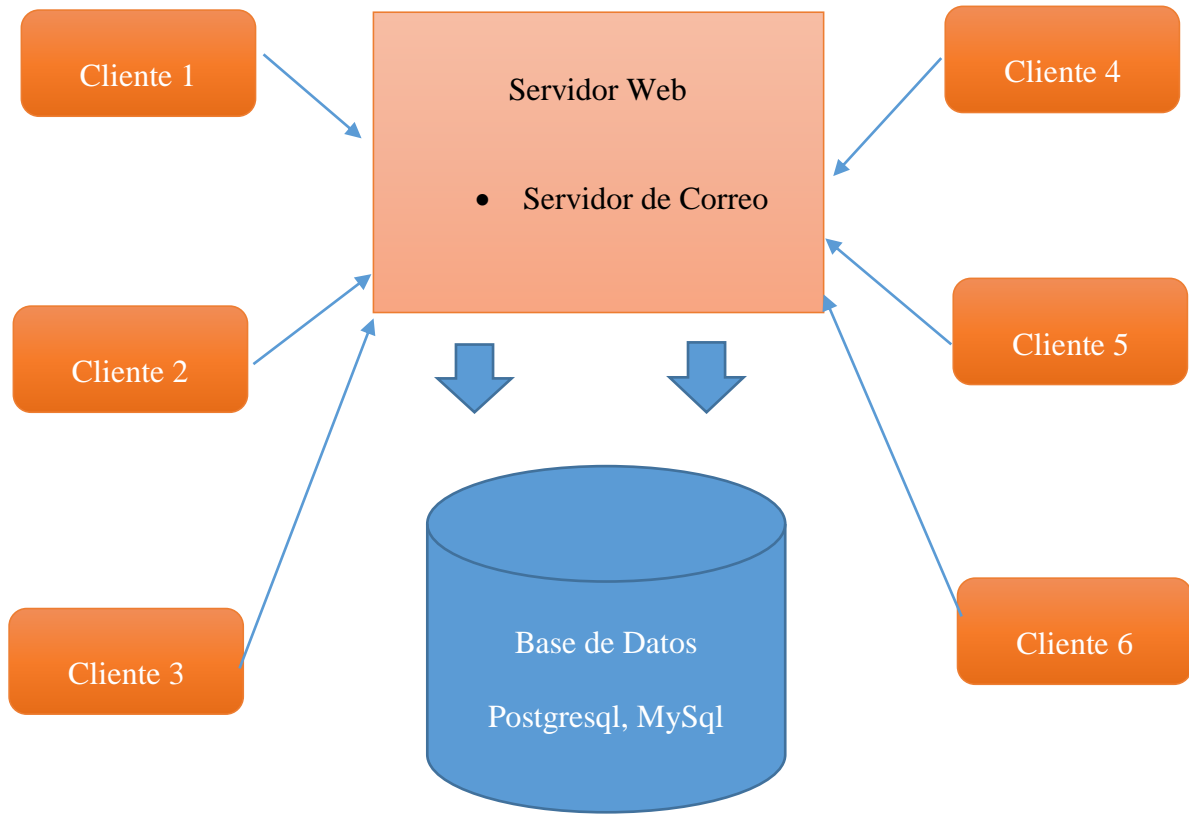 Cliente 1
Servidor Web
Cliente 4
• Servidor de Correo
Cliente 2
Cliente 5
Cliente 3
Base de Datos
Postgresql, MySql
Cliente 6